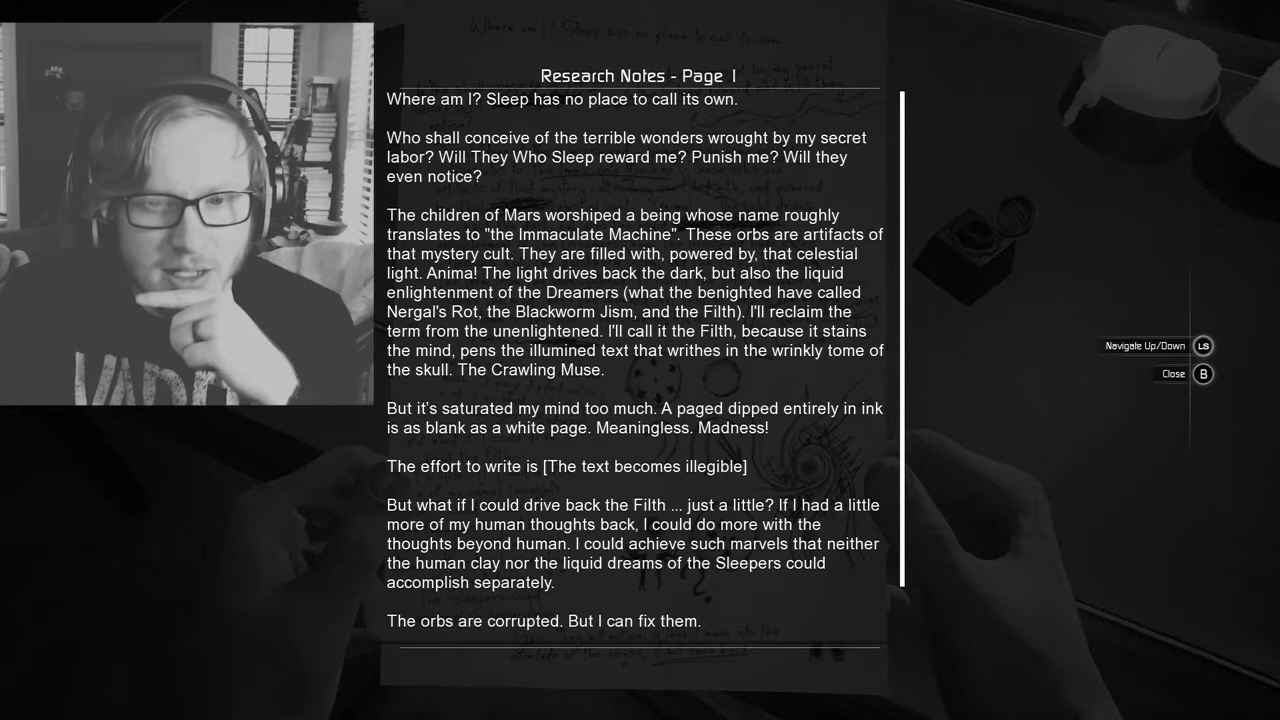 Research Notes - Page 1
Where am I? Sleep has no place to call its own.
Who shall conceive of the terrible wonders wrought by my secret
labor? Will They Who Sleep reward me? Punish me? Will they
even notice?
The children of Mars worshiped a being whose name roughly
translates to "the Immaculate Machine". These orbs are artifacts of
that mystery cult. They are filled with, powered by, that celestial
light. Anima! The light drives back the dark, but also the liquid
enlightenment of the Dreamers (what the benighted have called
Nergal's Rot, the Blackworm Jism, and the Filth). I'll reclaim the
term from the unenlightened. I'll call it the Filth, because it stains
the mind, pens the illumined text that writhes in the wrinkly tome of
the skull. The Crawling Muse.
But it's saturated my mind too much. A paged dipped entirely in ink
is as blank as a white page. Meaningless. Madness!
The effort to write is [The text becomes illegible]
But what if I could drive back the Filth ... just a little? If I had a little
more of my human thoughts back, I could do more with the
thoughts beyond human. I could achieve such marvels that neither
the human clay nor the liquid dreams of the Sleepers could
accomplish separately.
The orbs are corrupted. But I can fix them.
Navigate Up/Down LS
Close B
Where am I? Sleep has no place to call its own.